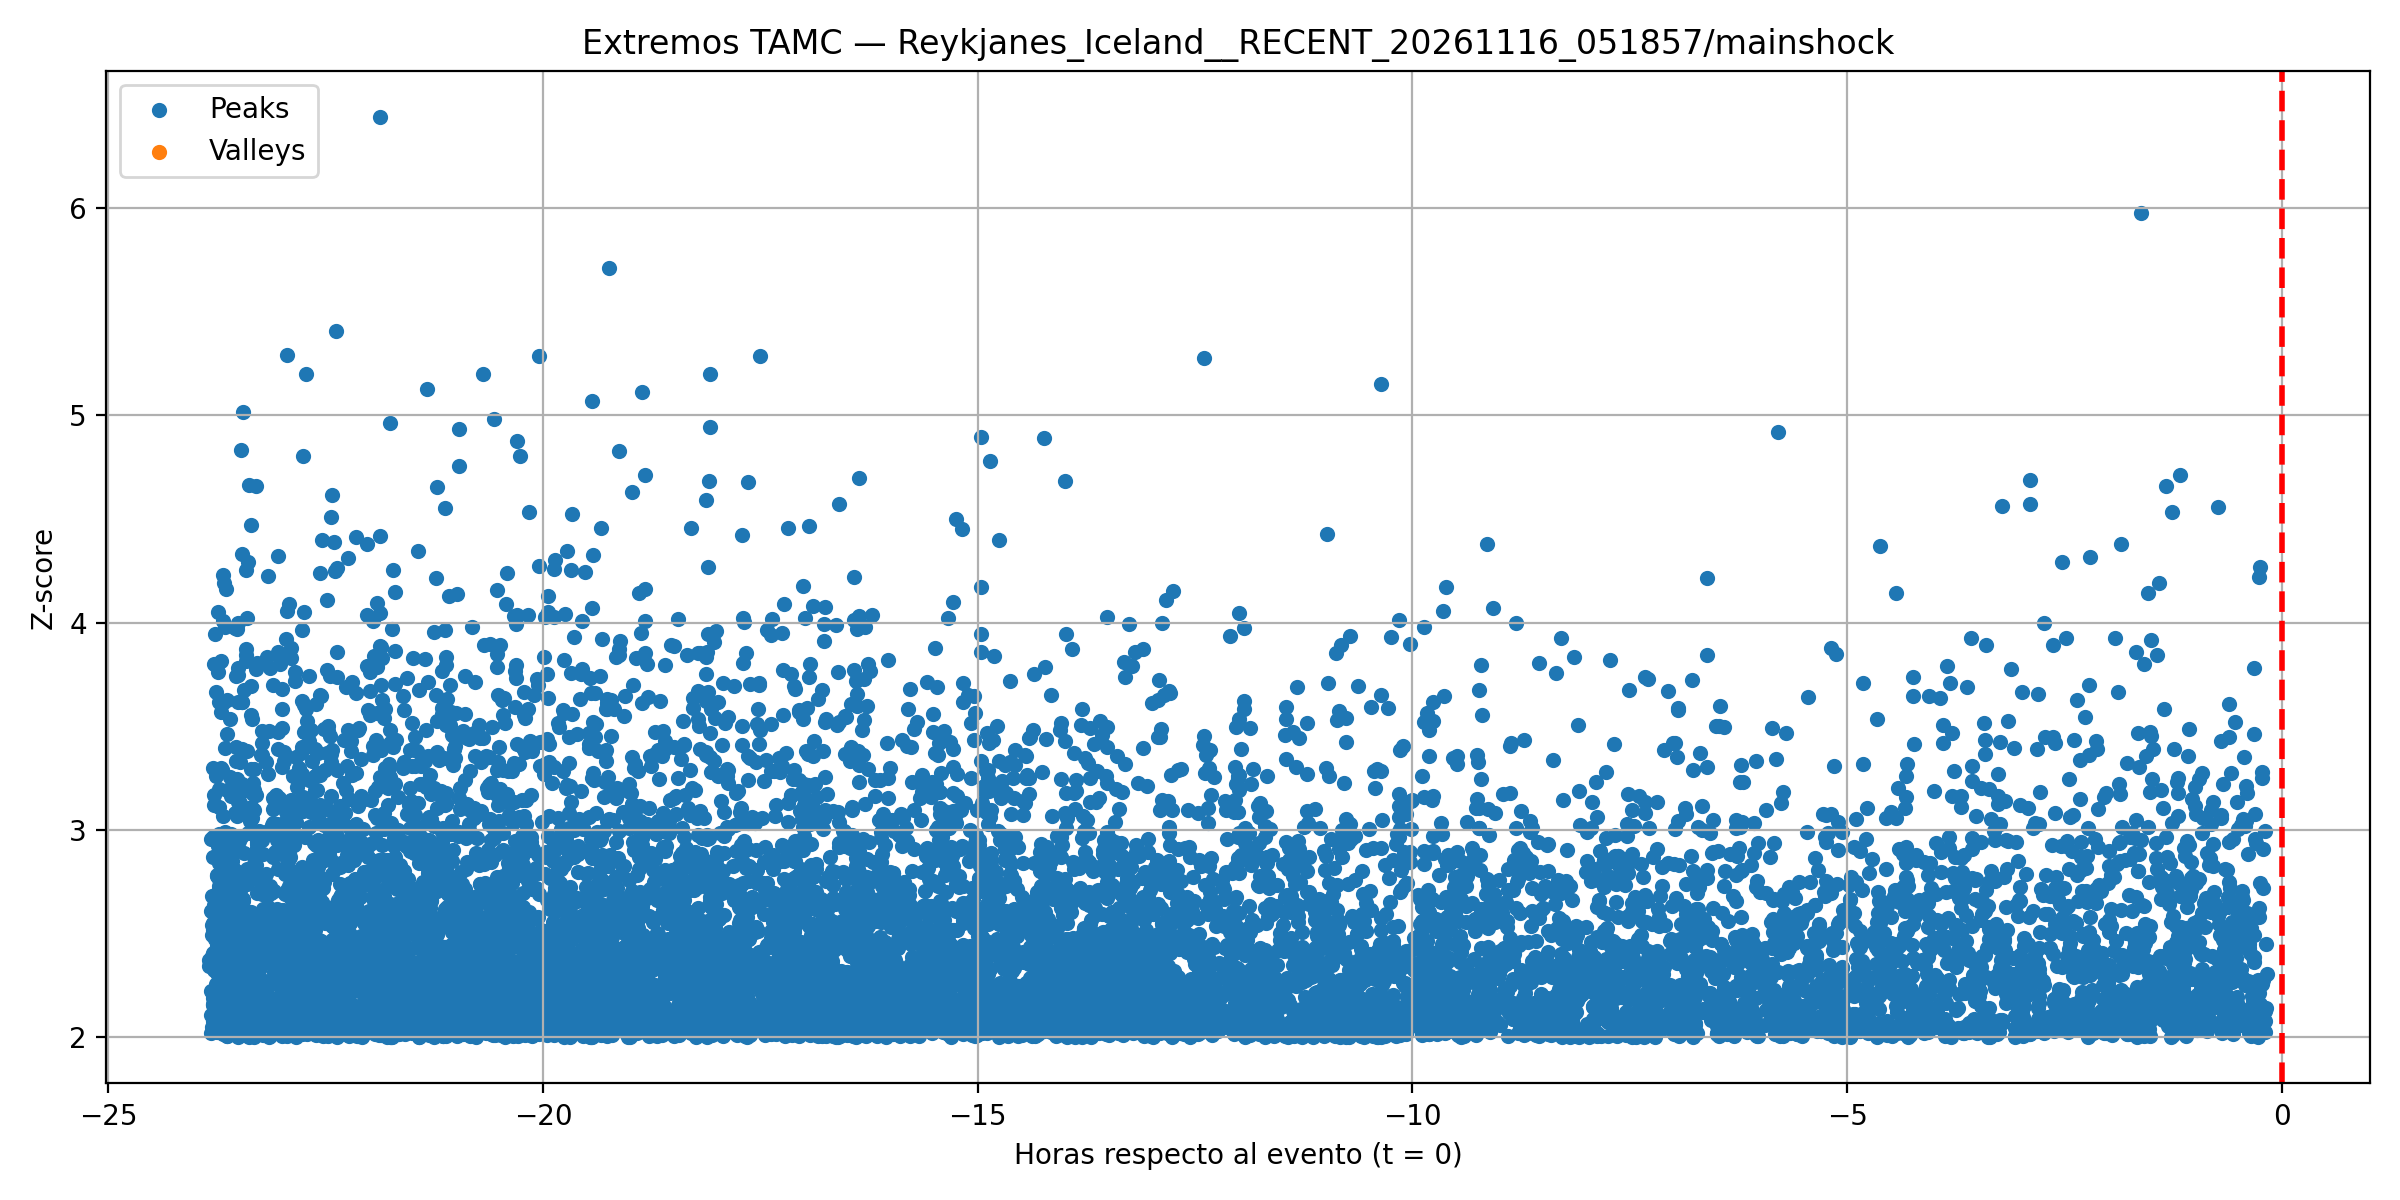 Extremos TAMC — Reykjanes_Iceland__RECENT_20261116_051857/mainshock
Peaks
Valleys
Z-score
6
5
4
3
2
−25
−20
−15
−10
−5
0
Horas respecto al evento (t = 0)